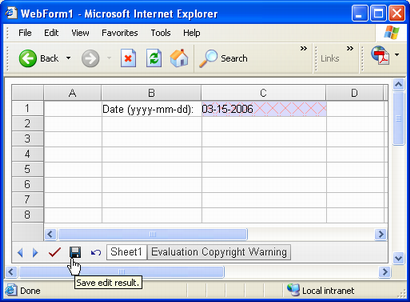 WebForm1 - Microsoft Internet Explorer
File Edit View Favorites Tools Help
Back Search Links
A B C D
1 Date (yyyy-mm-dd): 03-15-2006
2
3
4
5
6
7
8
Sheet1 Evaluation Copyright Warning
Save edit result.
Done Local intranet